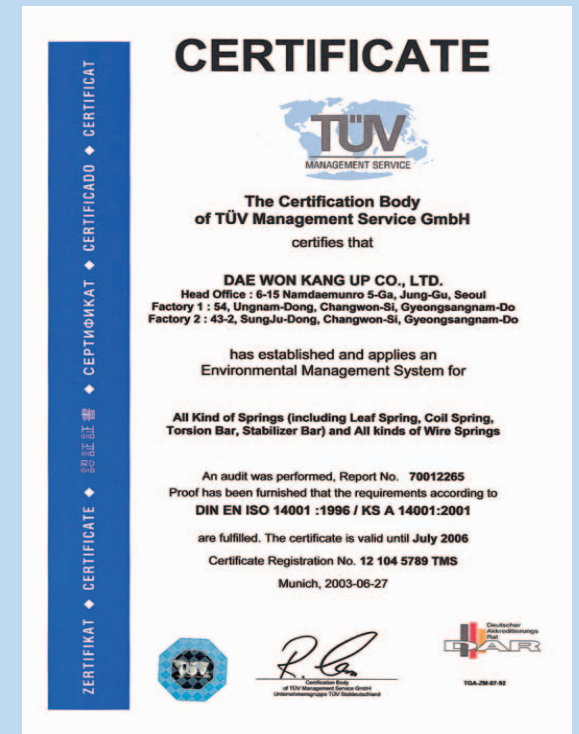 CERTIFICATE
TÜV
MANAGEMENT SERVICE
The Certification Body
of TÜV Management Service GmbH
certifies that
DAE WON KANG UP CO., LTD.
Head Office : 6-15 Namdaemunro 5-Ga, Jung-Gu, Seoul
Factory 1 : 54, Ungnam-Dong, Changwon-Si, Gyeongsangnam-Do
Factory 2 : 43-2, SungJu-Dong, Changwon-Si, Gyeongsangnam-Do
has established and applies an
Environmental Management System for
All Kind of Springs (including Leaf Spring, Coil Spring,
Torsion Bar, Stabilizer Bar) and All kinds of Wire Springs
An audit was performed, Report No. 70012265
Proof has been furnished that the requirements according to
DIN EN ISO 14001 :1996 / KS A 14001:2001
are fulfilled. The certificate is valid until July 2006
Certificate Registration No. 12 104 5789 TMS
Munich, 2003-06-27
TÜV
Certification Body
of TÜV Management Service GmbH
Unternehmensgruppe TÜV Süddeutschland
Deutscher
Akkreditierungs
Rat
DAR
TGA-ZM-07-92
ZERTIFIKAT ◆ CERTIFICATE ◆ 認証証書 ◆ СЕРТИФИКАТ ◆ CERTIFICADO ◆ CERTIFICAT